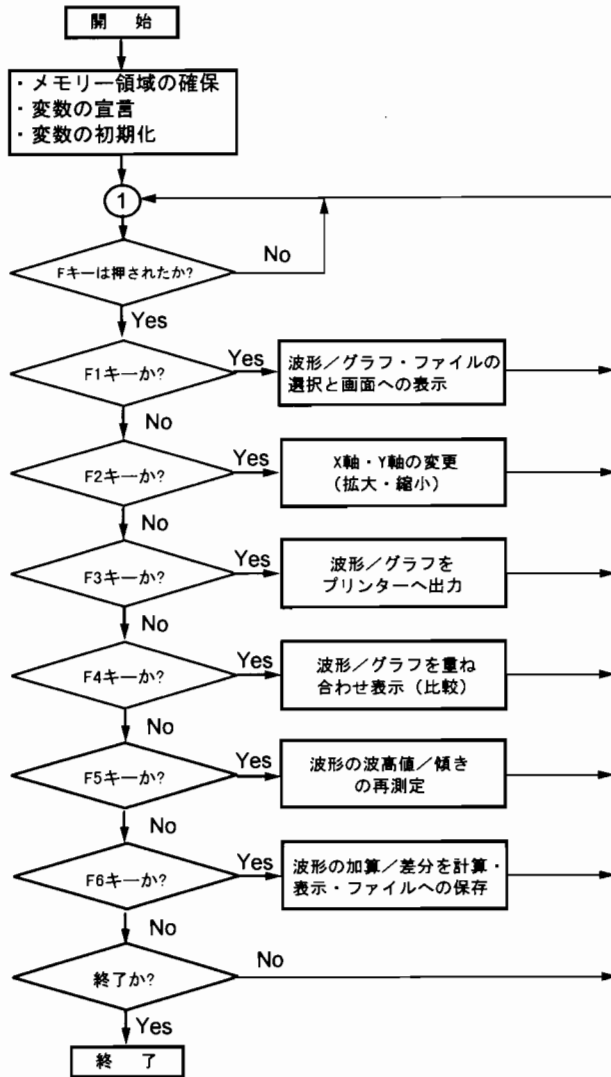 開 始
・メモリー領域の確保
・変数の宣言
・変数の初期化
1
Fキーは押されたか?
No
Yes
F1キーか?
Yes
波形／グラフ・ファイルの
選択と画面への表示
No
F2キーか?
Yes
X軸・Y軸の変更
(拡大・縮小)
No
F3キーか?
Yes
波形／グラフを
プリンターへ出力
No
F4キーか?
Yes
波形／グラフを重ね
合わせ表示（比較）
No
F5キーか?
Yes
波形の波高値／傾き
の再測定
No
F6キーか?
Yes
波形の加算／差分を計算・
表示・ファイルへの保存
No
終了か?
No
Yes
終 了